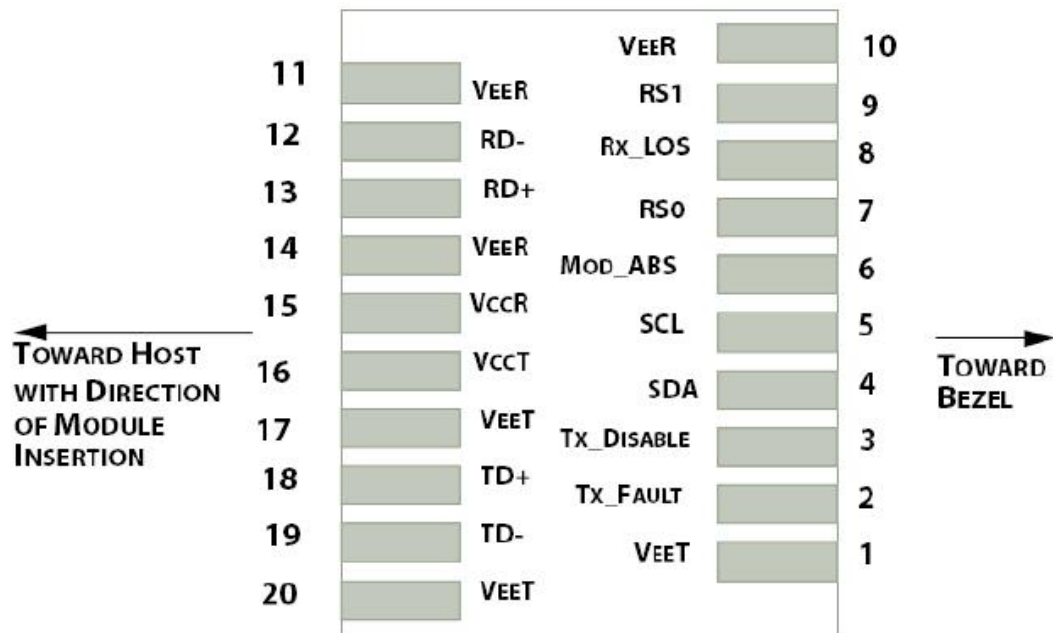 11 VEER
12 RD-
13 RD+
14 VEER
15 VCCR
16 VCCT
17 VEET
18 TD+
19 TD-
20 VEET
VEER 10
RS1 9
RX_LOS 8
RS0 7
MOD_ABS 6
SCL 5
SDA 4
TX_DISABLE 3
TX_FAULT 2
VEET 1
TOWARD HOST
WITH DIRECTION
OF MODULE
INSERTION
TOWARD
BEZEL